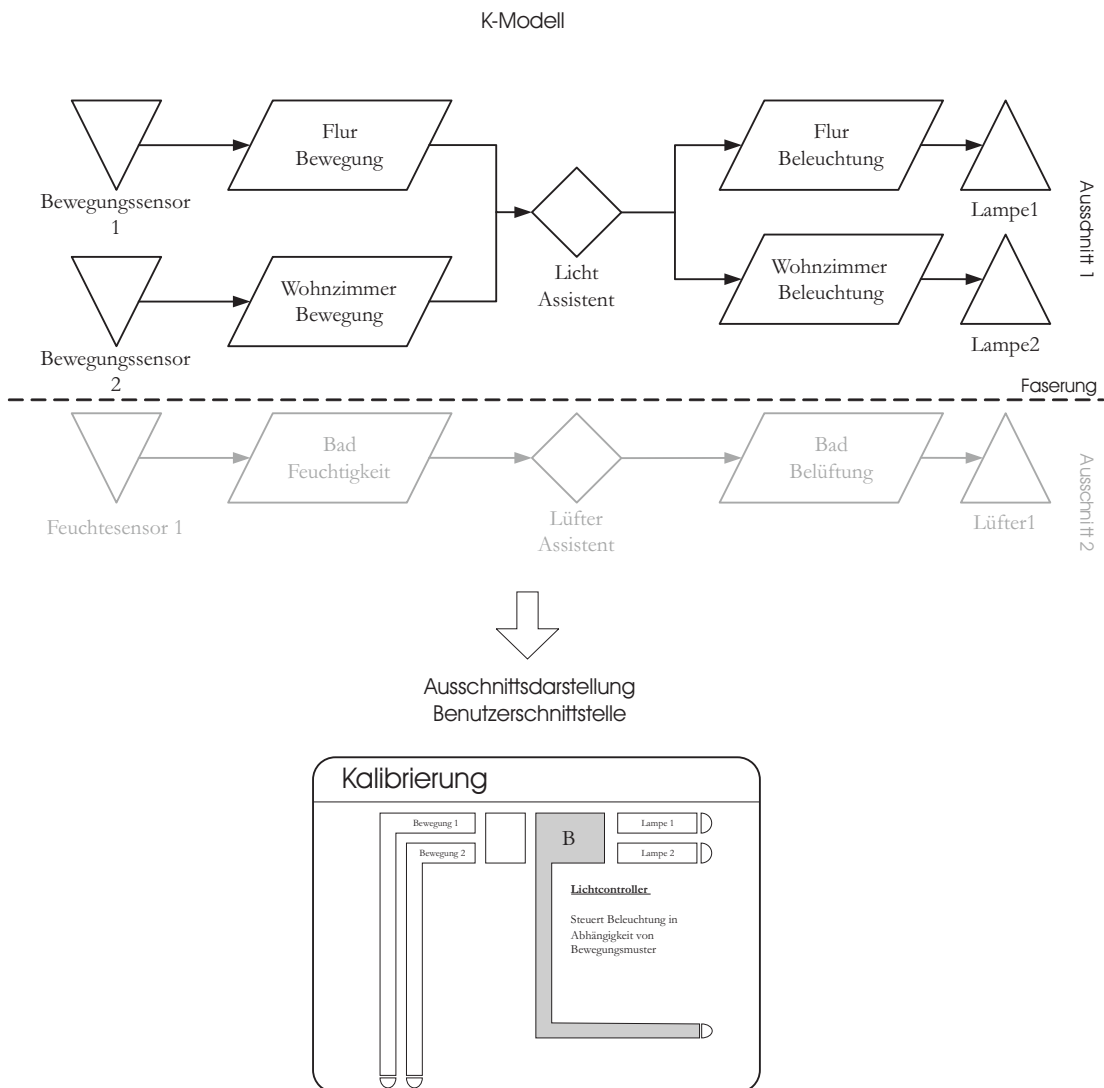 K-Modell
Flur
Bewegung
Flur
Beleuchtung
Bewegungssensor
1
Lampe1
Licht
Assistent
Wohnzimmer
Bewegung
Wohnzimmer
Beleuchtung
Bewegungssensor
2
Lampe2
Ausschnitt 1
Faserung
Bad
Feuchtigkeit
Bad
Belüftung
Feuchtesensor 1
Lüfter
Assistent
Lüfter1
Ausschnitt 2
Ausschnittsdarstellung
Benutzerschnittstelle
Kalibrierung
Bewegung 1
Bewegung 2
B
Lampe 1
Lampe 2
Lichtcontroller
Steuert Beleuchtung in
Abhängigkeit von
Bewegungsmuster